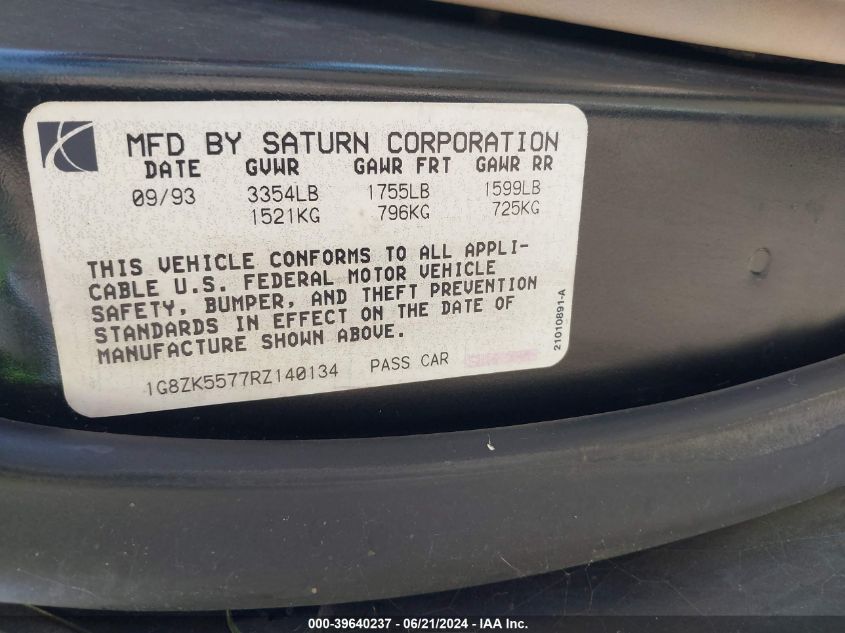 MFD BY SATURN CORPORATION
DATE GVWR GAWR FRT GAWR RR
09/93 3354LB 1755LB 1599LB
1521KG 796KG 725KG
THIS VEHICLE CONFORMS TO ALL APPLI-
CABLE U.S. FEDERAL MOTOR VEHICLE
SAFETY, BUMPER, AND THEFT PREVENTION
STANDARDS IN EFFECT ON THE DATE OF
MANUFACTURE SHOWN ABOVE.
1G8ZK5577RZ140134 PASS CAR
21010891-A
000-39640237 - 06/21/2024 - IAA Inc.